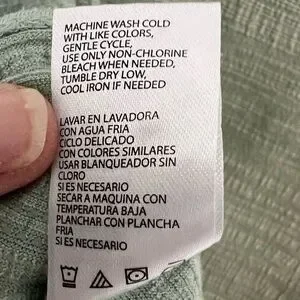 MACHINE WASH COLD
WITH LIKE COLORS,
GENTLE CYCLE,
USE ONLY NON-CHLORINE
BLEACH WHEN NEEDED,
TUMBLE DRY LOW,
COOL IRON IF NEEDED
LAVAR EN LAVADORA
CON AGUA FRIA
CICLO DELICADO
CON COLORES SIMILARES
USAR BLANQUEADOR SIN
CLORO
SI ES NECESARIO
SECAR A MAQUINA CON
TEMPERATURA BAJA
PLANCHAR CON PLANCHA
FRIA
SI ES NECESARIO